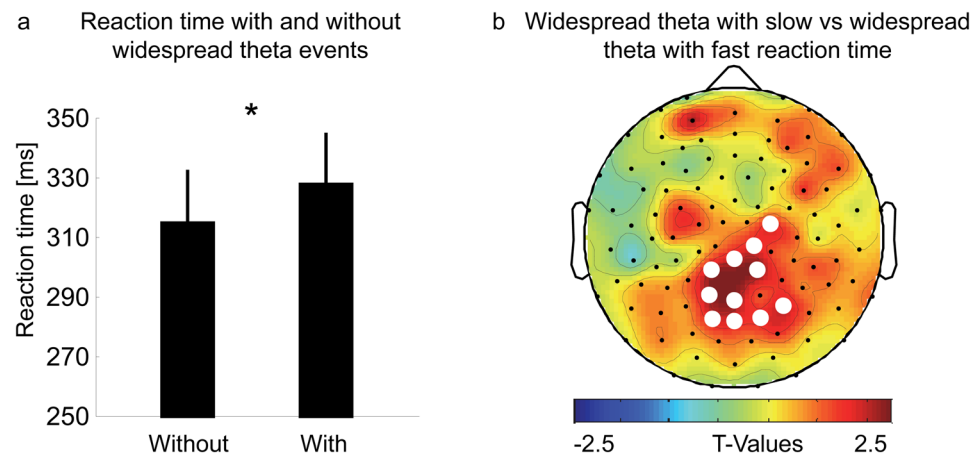 a Reaction time with and without
widespread theta events
*
350
330
310
290
270
250
Reaction time [ms]
Without With
b Widespread theta with slow vs widespread
theta with fast reaction time
-2.5 T-Values 2.5